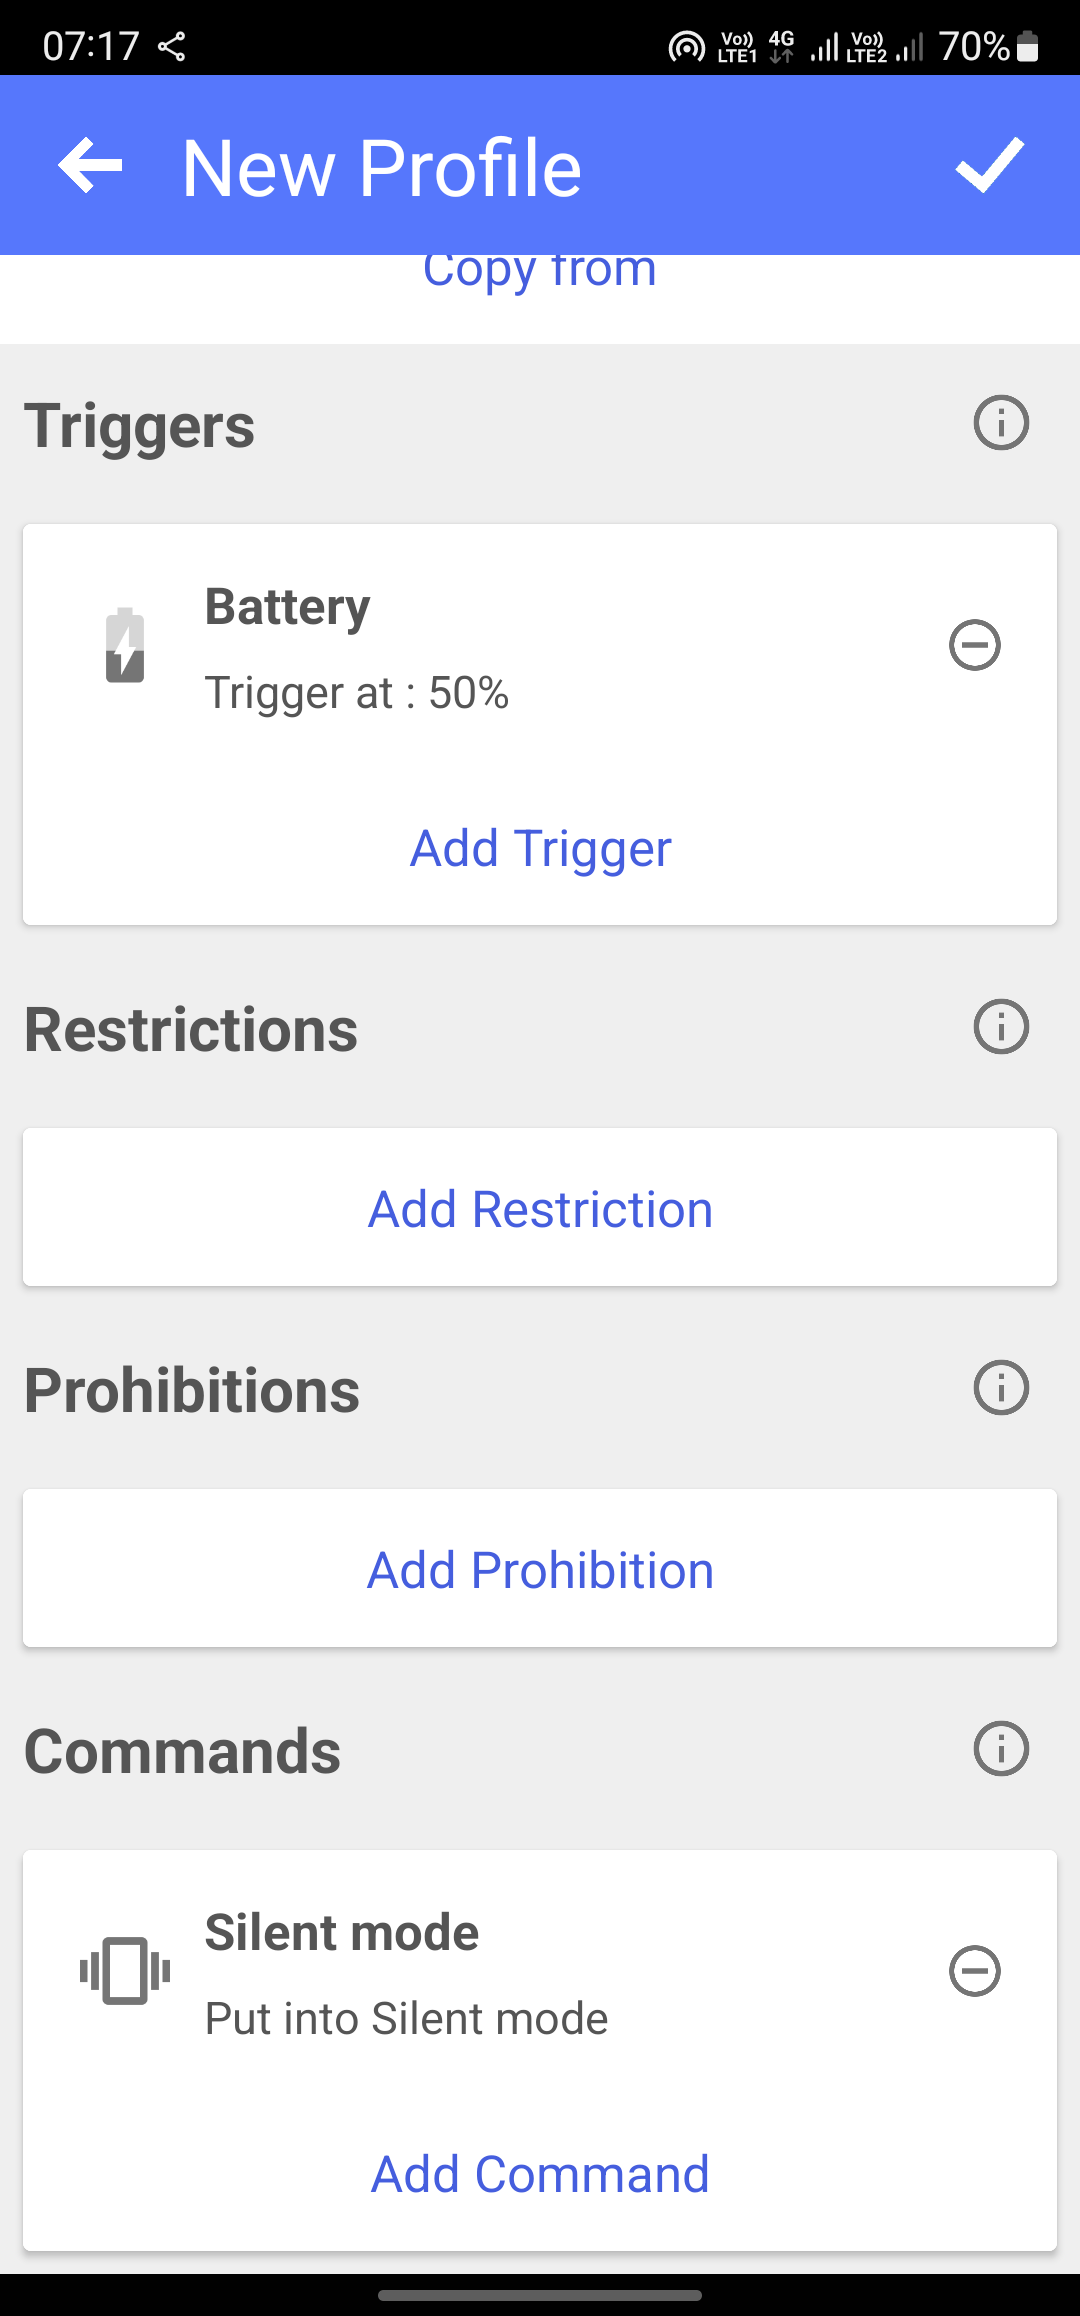 07:17
Vo)) LTE1 4G Vo)) LTE2 70%
New Profile
Copy from
Triggers
Battery
Trigger at : 50%
Add Trigger
Restrictions
Add Restriction
Prohibitions
Add Prohibition
Commands
Silent mode
Put into Silent mode
Add Command